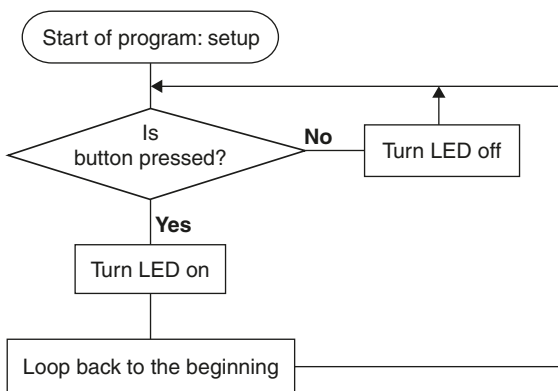 Start of program: setup
Is
button pressed?
No
Turn LED off
Yes
Turn LED on
Loop back to the beginning